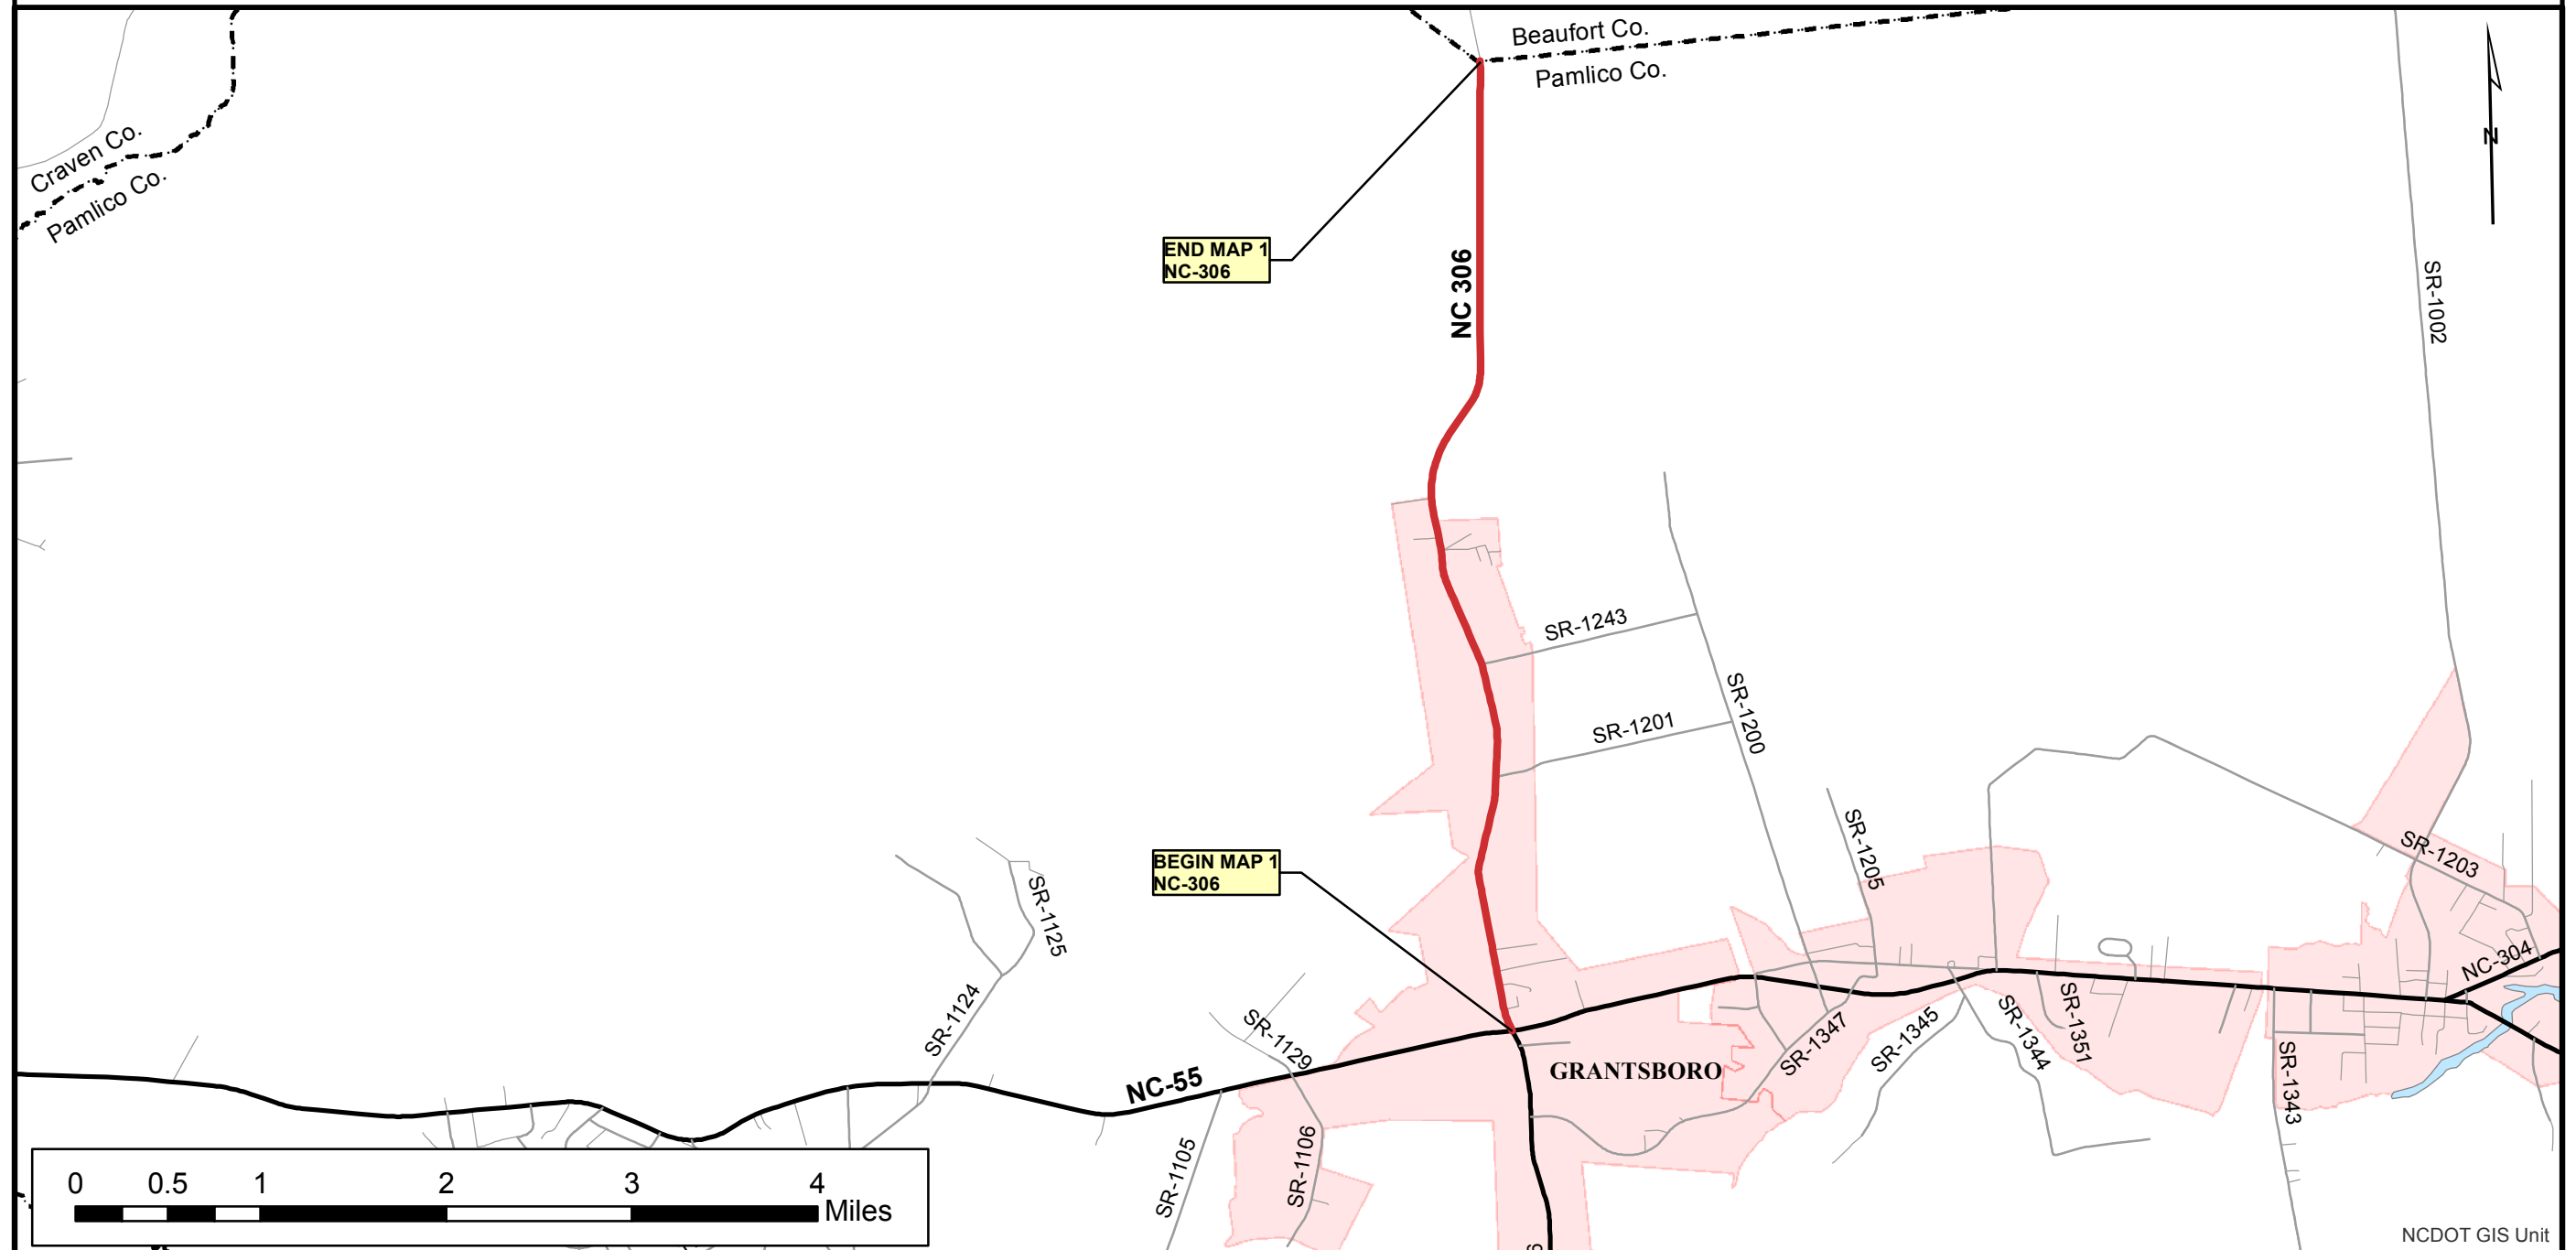 Beaufort Co.
Pamlico Co.
Craven Co.
Pamlico Co.
N
END MAP 1
NC-306
NC 306
SR-1002
SR-1243
SR-1201
SR-1200
SR-1205
SR-1203
BEGIN MAP 1
NC-306
SR-1125
SR-1124
SR-1129
NC-55
GRANTSBORO
SR-1347
SR-1345
SR-1344
SR-1351
NC-304
SR-1343
SR-1105
SR-1106
0 0.5 1 2 3 4
Miles
NCDOT GIS Unit